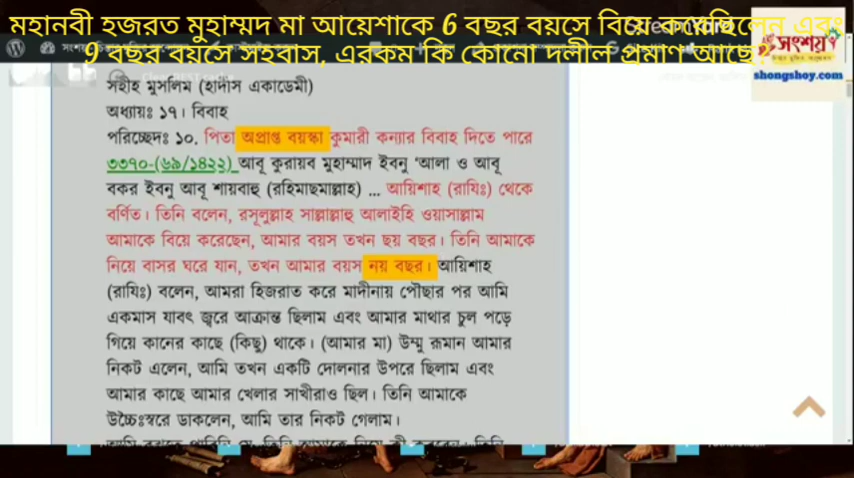 মহানবী হজরত মুহাম্মদ মা আয়েশাকে 6 বছর বয়সে বিয়ে করেছিলেন এবং
9 বছর বয়সে সহবাস, এরকম কি কোনো দলীল প্রমাণ আছে?
সংশয়
shongshoy.com
সহীহ মুসলিম (হাদীস একাডেমী)
অধ্যায়ঃ ১৭। বিবাহ
পরিচ্ছেদঃ ১০. পিতা অপ্রাপ্ত বয়স্কা কুমারী কন্যার বিবাহ দিতে পারে
৩৩৭০-(৬৯/১৪২২) আবূ কুরায়ব মুহাম্মাদ ইবনু 'আলা ও আবূ
বকর ইবনু আবূ শায়বাহ্ (রহিমাহুমাল্লাহ) ... আয়িশাহ (রাযিঃ) থেকে
বর্ণিত। তিনি বলেন, রসূলুল্লাহ সাল্লাল্লাহু আলাইহি ওয়াসাল্লাম
আমাকে বিয়ে করেছেন, আমার বয়স তখন ছয় বছর। তিনি আমাকে
নিয়ে বাসর ঘরে যান, তখন আমার বয়স নয় বছর। আয়িশাহ
(রাযিঃ) বলেন, আমরা হিজরাত করে মাদীনায় পৌছার পর আমি
একমাস যাবৎ জ্বরে আক্রান্ত ছিলাম এবং আমার মাথার চুল পড়ে
গিয়ে কানের কাছে (কিছু) থাকে। (আমার মা) উম্মু রূমান আমার
নিকট এলেন, আমি তখন একটি দোলনার উপরে ছিলাম এবং
আমার কাছে আমার খেলার সাথীরাও ছিল। তিনি আমাকে
উচ্চৈঃস্বরে ডাকলেন, আমি তার নিকট গেলাম।